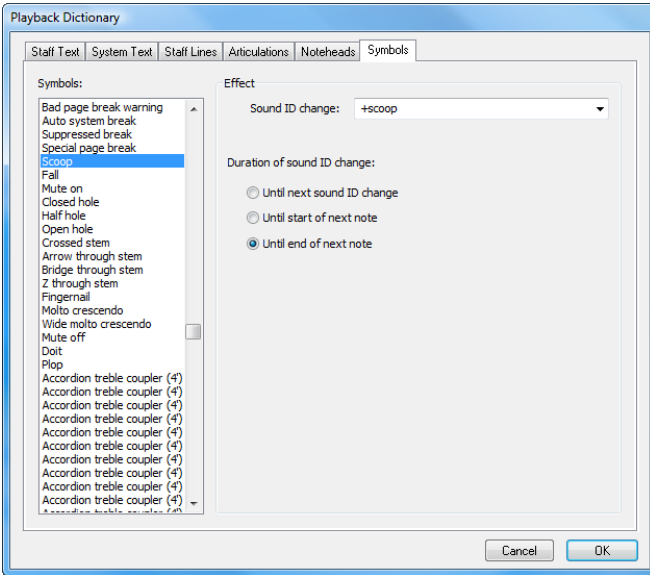 Playback Dictionary
Staff Text System Text Staff Lines Articulations Noteheads Symbols
Symbols:
Bad page break warning
Auto system break
Suppressed break
Special page break
Scoop
Fall
Mute on
Closed hole
Half hole
Open hole
Crossed stem
Arrow through stem
Bridge through stem
Z through stem
Fingernail
Molto crescendo
Wide molto crescendo
Mute off
Doit
Plop
Accordion treble coupler (4')
Accordion treble coupler (4')
Accordion treble coupler (4')
Accordion treble coupler (4')
Accordion treble coupler (4')
Accordion treble coupler (4')
Accordion treble coupler (4')
Accordion treble coupler (4')
Accordion treble coupler (4')
Accordion treble coupler (4')
Accordion treble coupler (4')
Effect
Sound ID change: +scoop
Duration of sound ID change:
Until next sound ID change
Until start of next note
Until end of next note
Cancel OK